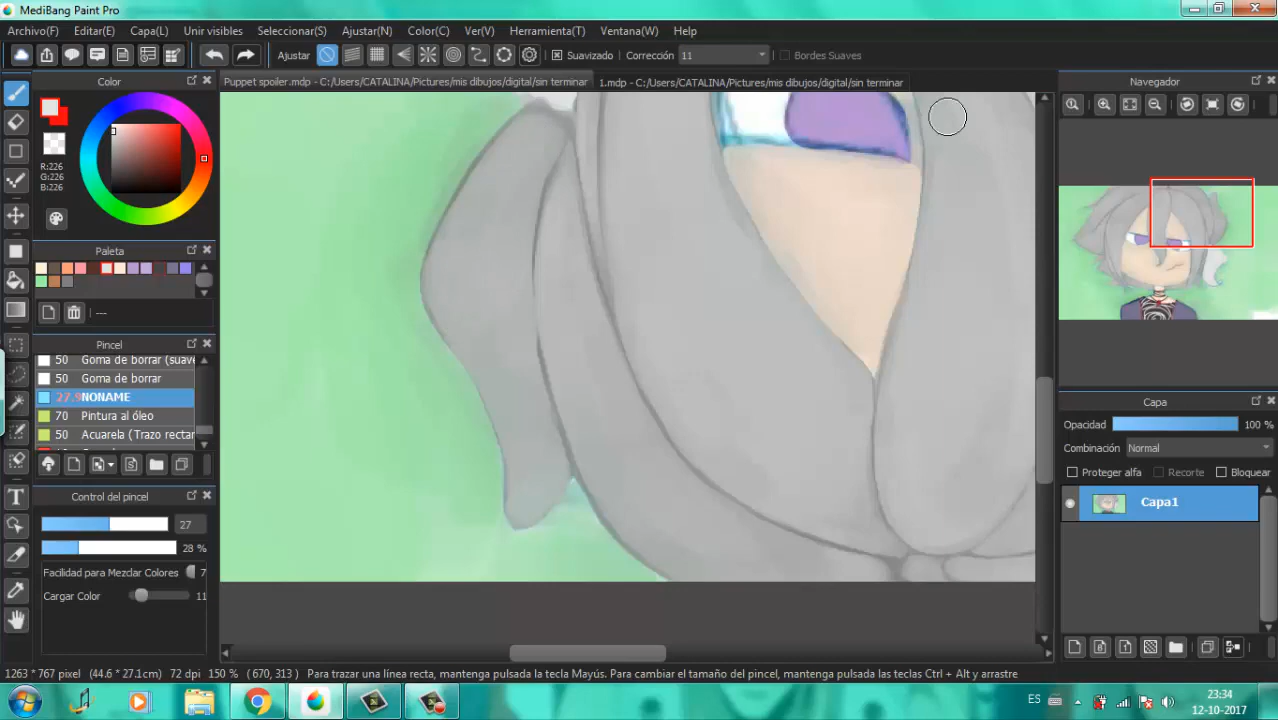 MediBang Paint Pro
Archivo(F) Editar(E) Capa(L) Unir visibles Seleccionar(S) Ajustar(N) Color(C) Ver(V) Herramienta(T) Ventana(W) Help
Ajustar Suavizado Corrección 11 Bordes Suaves
Color
Puppet spoiler.mdp - C:/Users/CATALINA/Pictures/mis dibujos/digital/sin terminar
1.mdp - C:/Users/CATALINA/Pictures/mis dibujos/digital/sin terminar
Navegador
R:226
G:226
B:226
Paleta
---
Pincel
50 Goma de borrar (suave
50 Goma de borrar
27.9 NONAME
70 Pintura al óleo
50 Acuarela (Trazo rectar
Control del pincel
27
28 %
Facilidad para Mezclar Colores 7
Cargar Color 11
Capa
Opacidad 100 %
Combinación Normal
Proteger alfa Recorte Bloquear
Capa1
1263 * 767 pixel (44.6 * 27.1cm) 72 dpi 150 % ( 670, 313 ) Para trazar una línea recta, mantenga pulsada la tecla Mayús. Para cambiar el tamaño del pincel, mantenga pulsadas las teclas Ctrl + Alt y arrastre
ES
23:34
12-10-2017